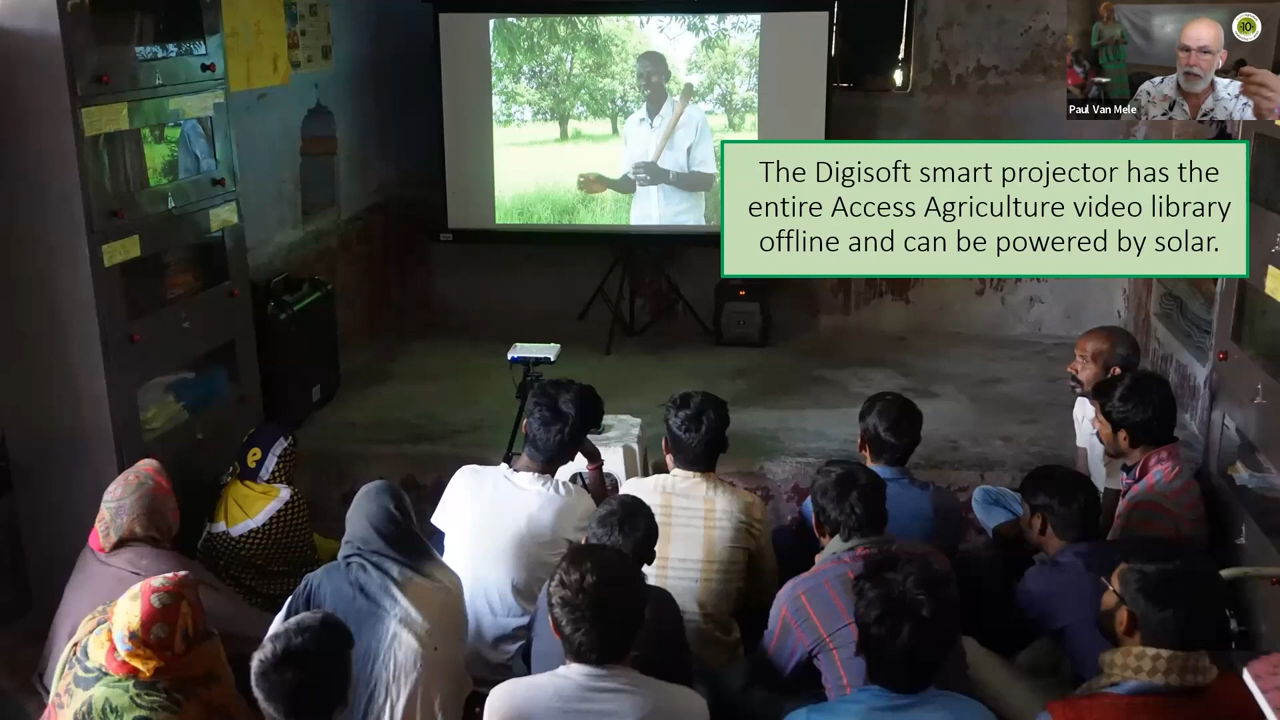 Paul Van Mele
10
The Digisoft smart projector has the
entire Access Agriculture video library
offline and can be powered by solar.
e